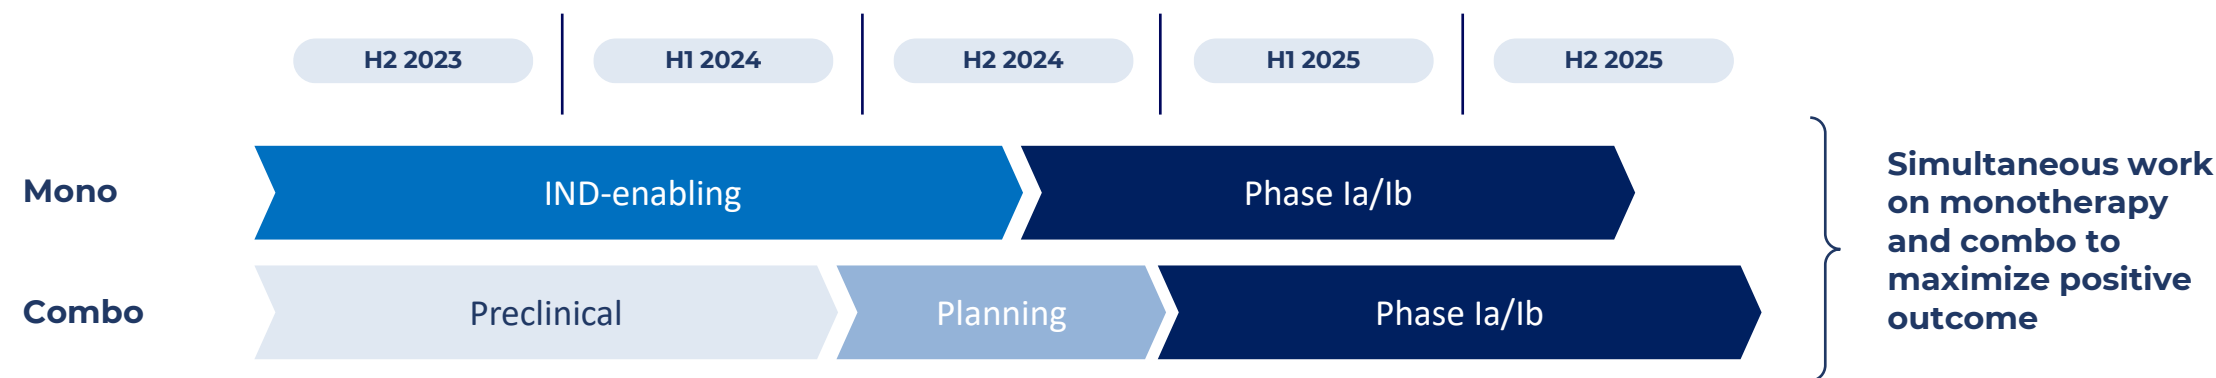 H2 2023
H1 2024
H2 2024
H1 2025
H2 2025
Mono
IND-enabling
Phase Ia/Ib
Combo
Preclinical
Planning
Phase Ia/Ib
Simultaneous work
on monotherapy
and combo to
maximize positive
outcome